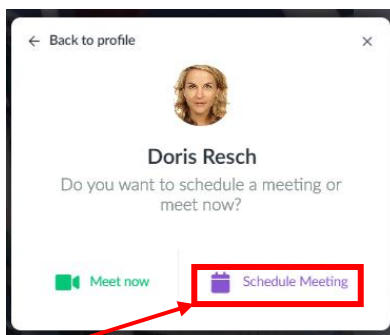 ← Back to profile ×
Doris Resch
Do you want to schedule a meeting or
meet now?
Meet now Schedule Meeting